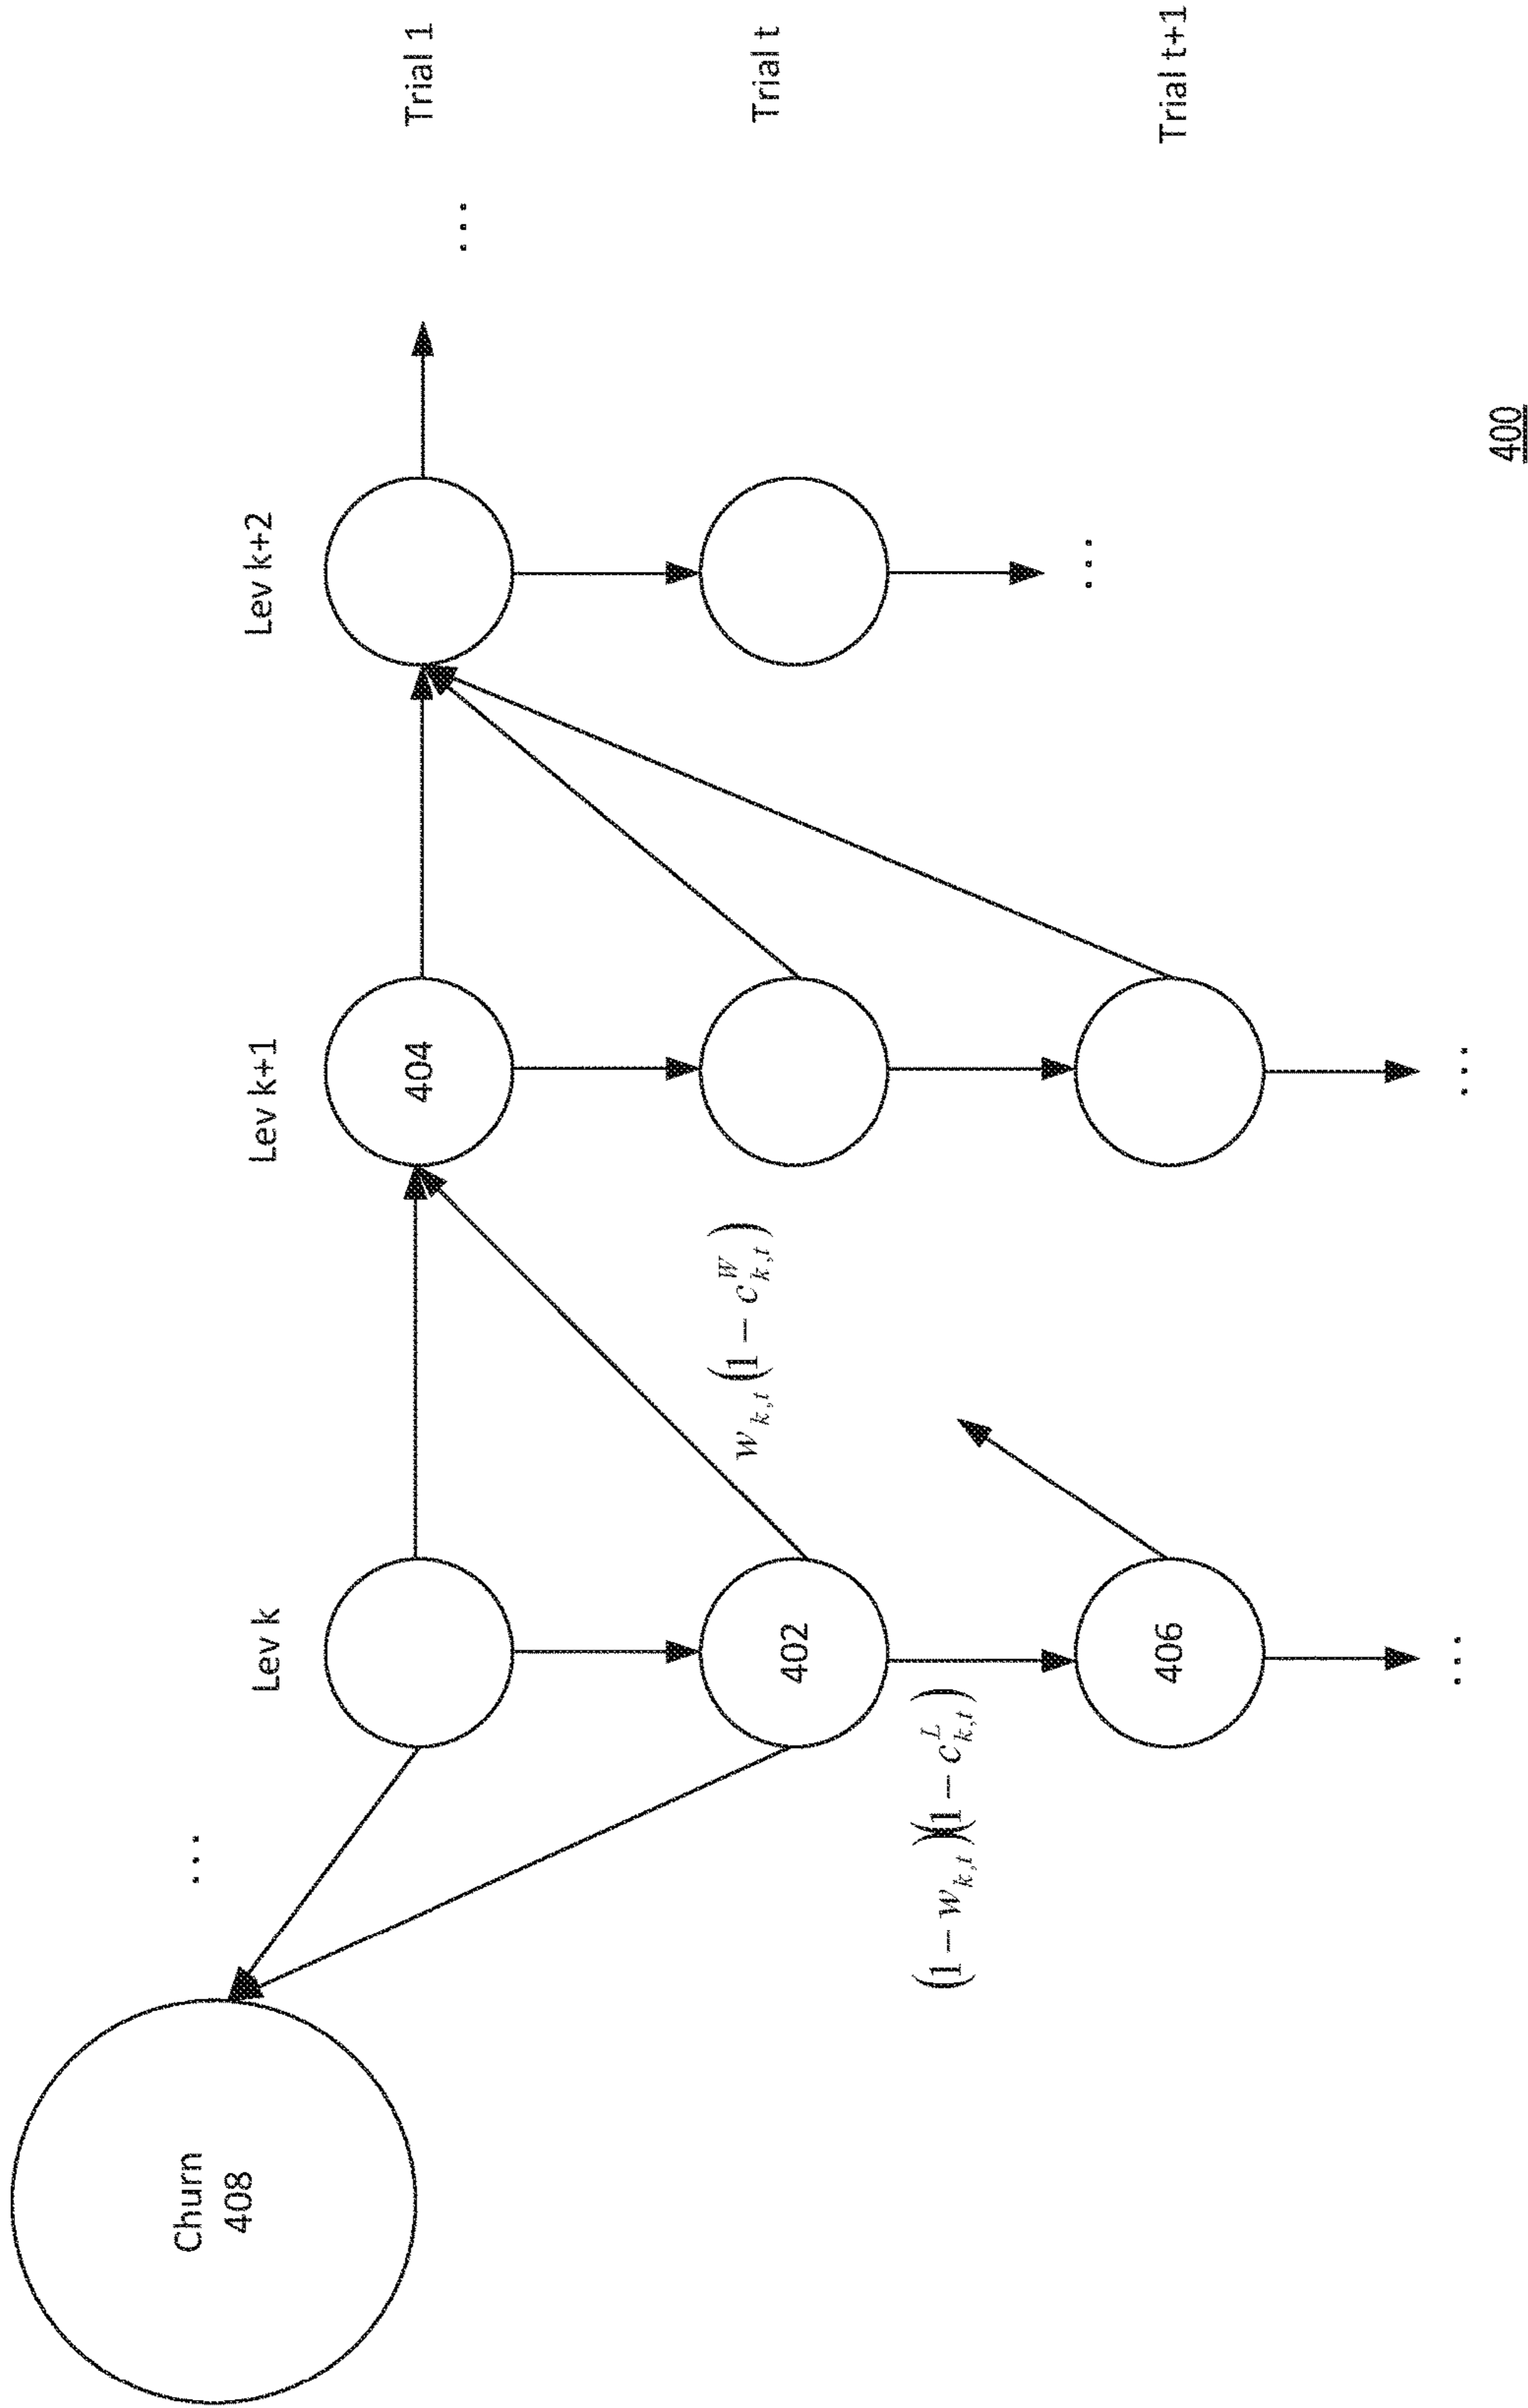 Churn
408
...
Lev k
Lev k+1
Lev k+2
404
Trial 1
...
402
w_{k,t}(1 - c^W_{k,t})
Trial t
(1 - w_{k,t})(1 - c^L_{k,t})
...
406
Trial t+1
...
...
400